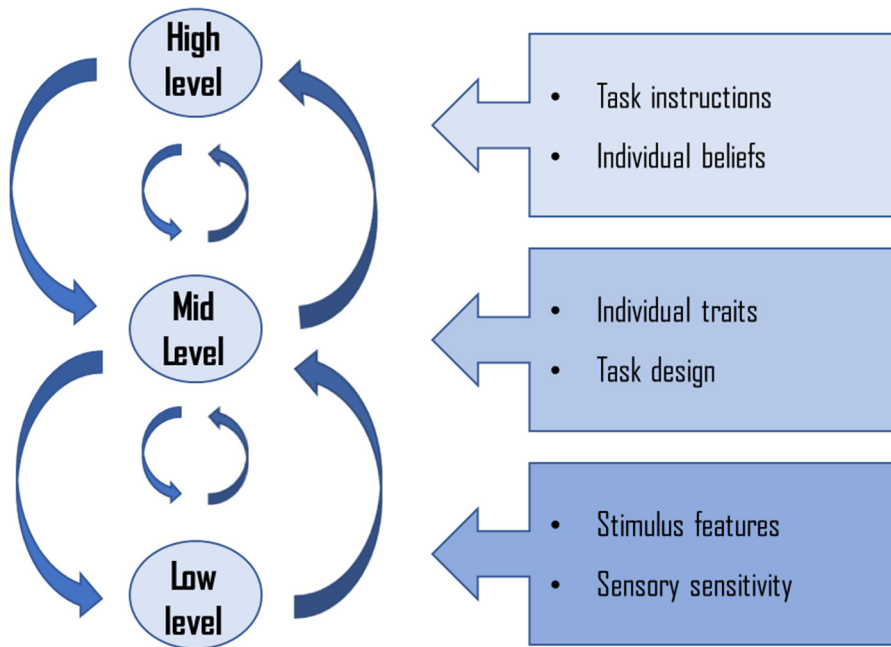 High
level
• Task instructions
• Individual beliefs
Mid
Level
• Individual traits
• Task design
Low
level
• Stimulus features
• Sensory sensitivity